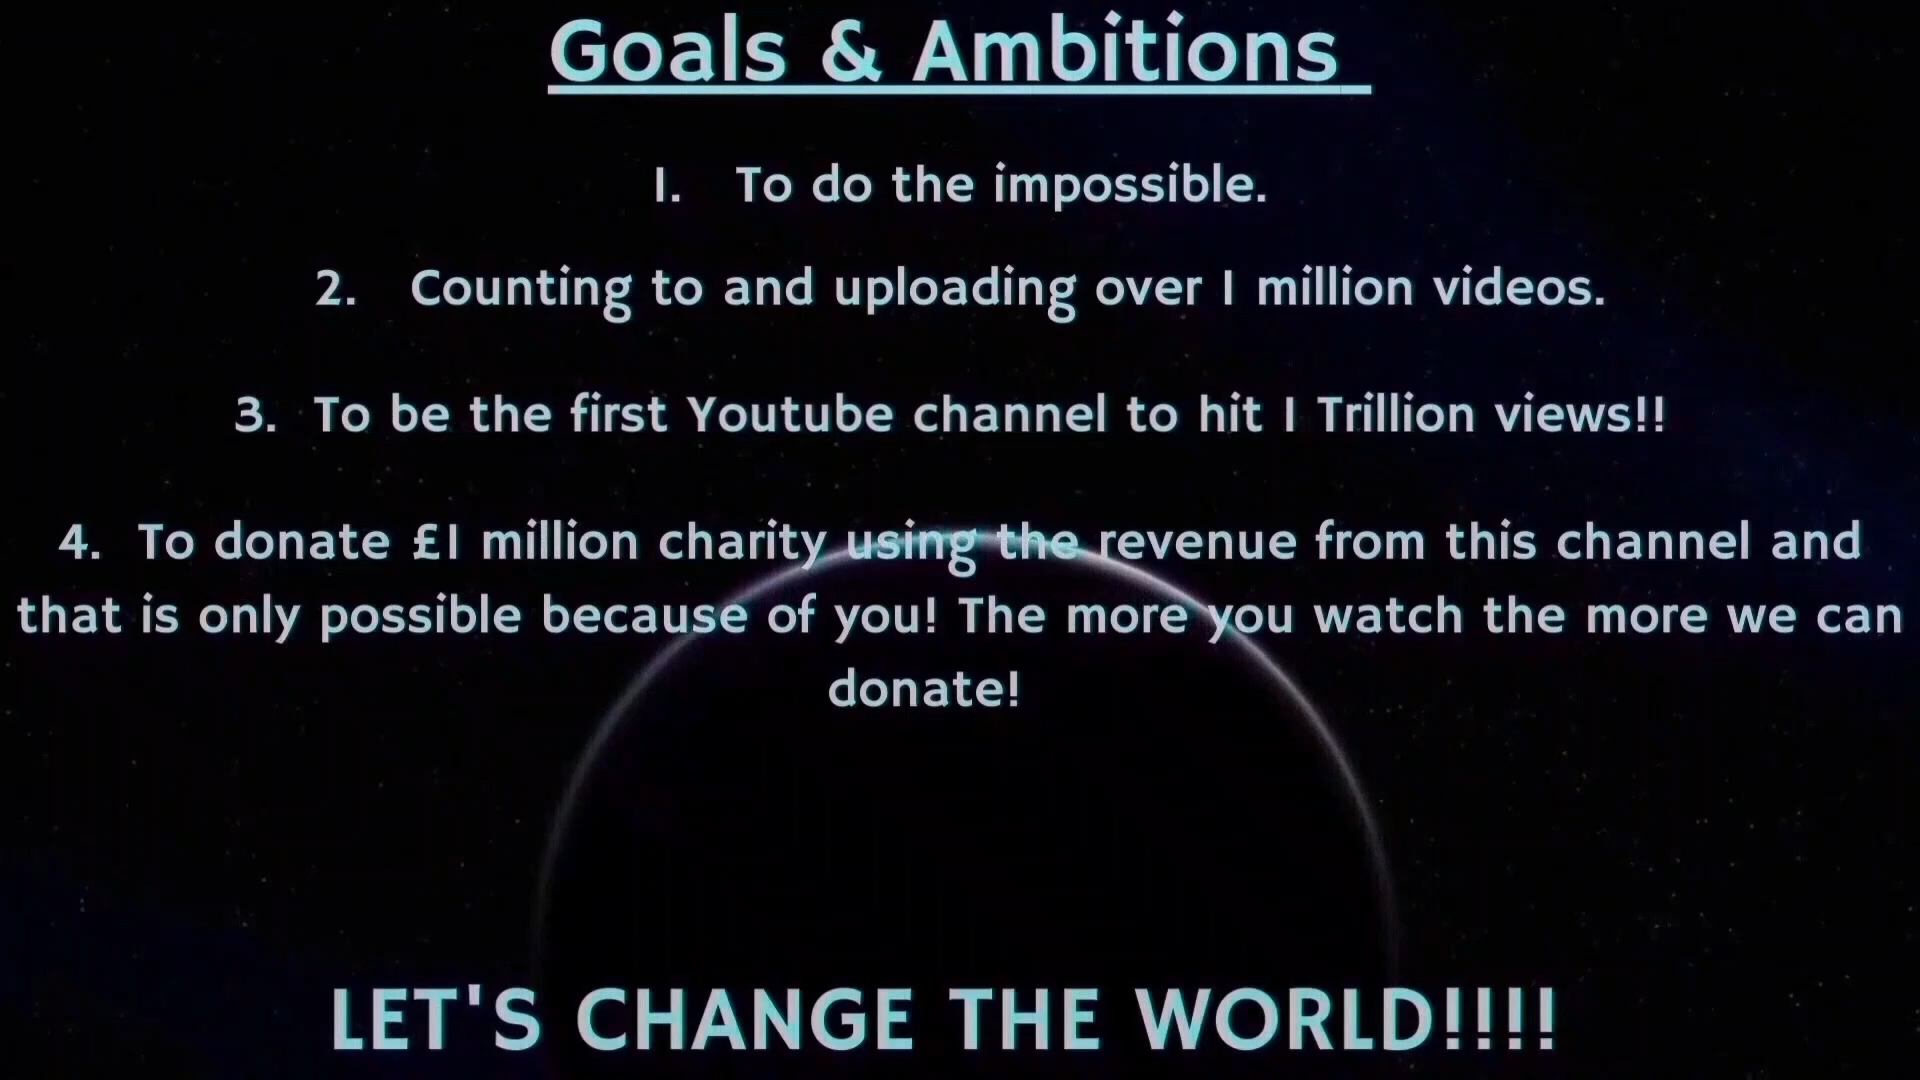 Goals & Ambitions
1. To do the impossible.
2. Counting to and uploading over 1 million videos.
3. To be the first Youtube channel to hit 1 Trillion views!!
4. To donate £1 million charity using the revenue from this channel and
that is only possible because of you! The more you watch the more we can
donate!
LET'S CHANGE THE WORLD!!!!